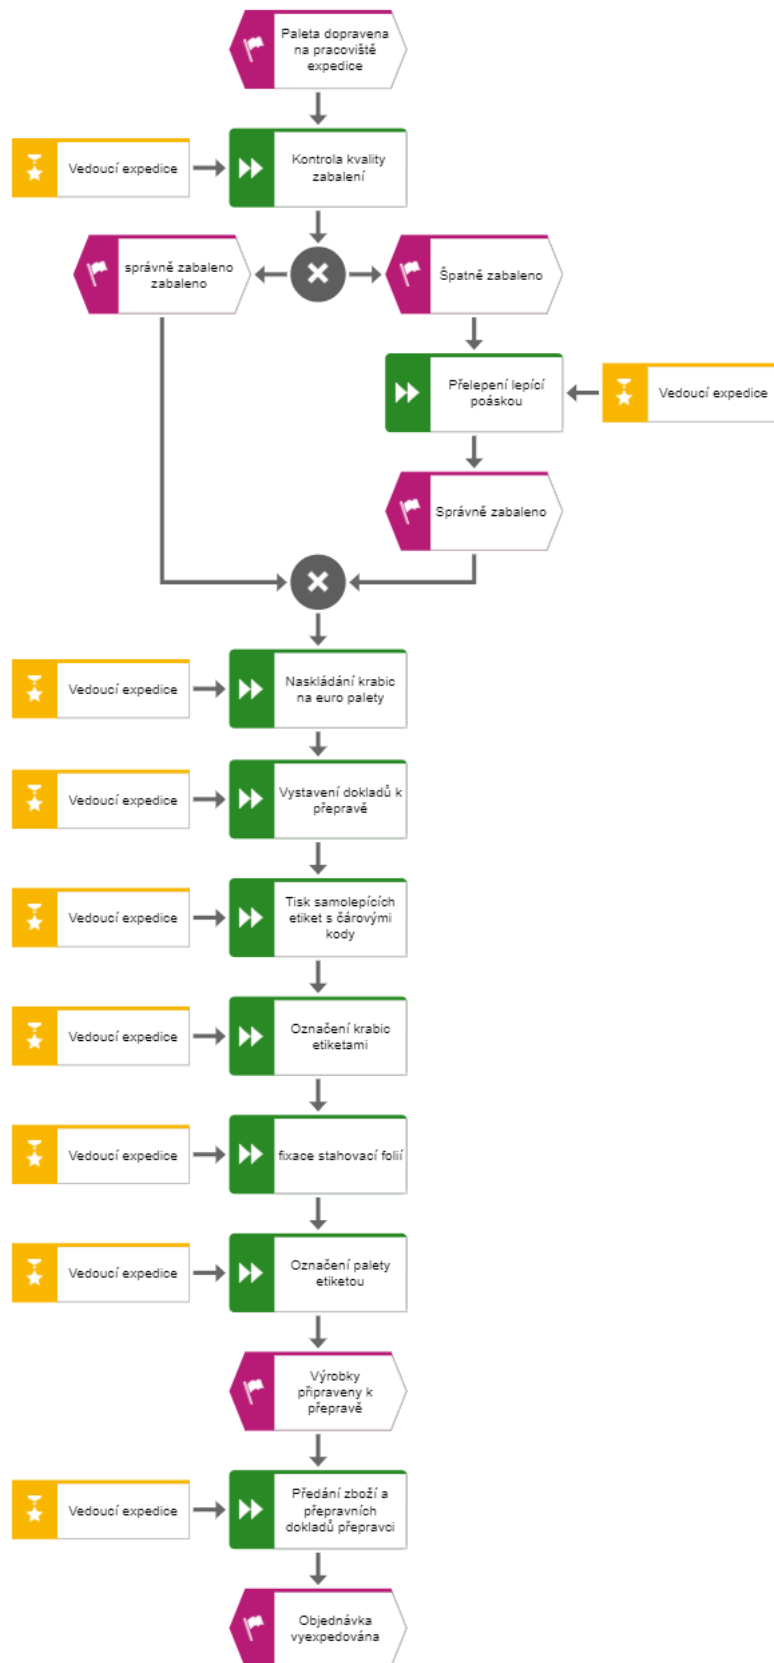 Paleta dopravena
na pracoviště
expedice
Vedoucí expedice
Kontrola kvality
zabalení
správně zabaleno
zabaleno
Špatně zabaleno
Přelepení lepící
poáskou
Vedoucí expedice
Správně zabaleno
Vedoucí expedice
Naskládání krabic
na euro palety
Vedoucí expedice
Vystavení dokladů k
přepravě
Vedoucí expedice
Tisk samolepících
etiket s čárovými
kody
Vedoucí expedice
Označení krabic
etiketami
Vedoucí expedice
fixace stahovací folií
Vedoucí expedice
Označení palety
etiketou
Výrobky
připraveny k
přepravě
Vedoucí expedice
Předání zboží a
přepravních
dokladů přepravci
Objednávka
vyexpedována